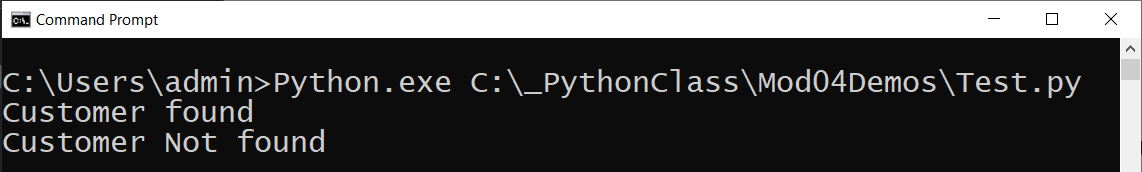 Command Prompt
C:\Users\admin>Python.exe C:\_PythonClass\Mod04Demos\Test.py
Customer found
Customer Not found